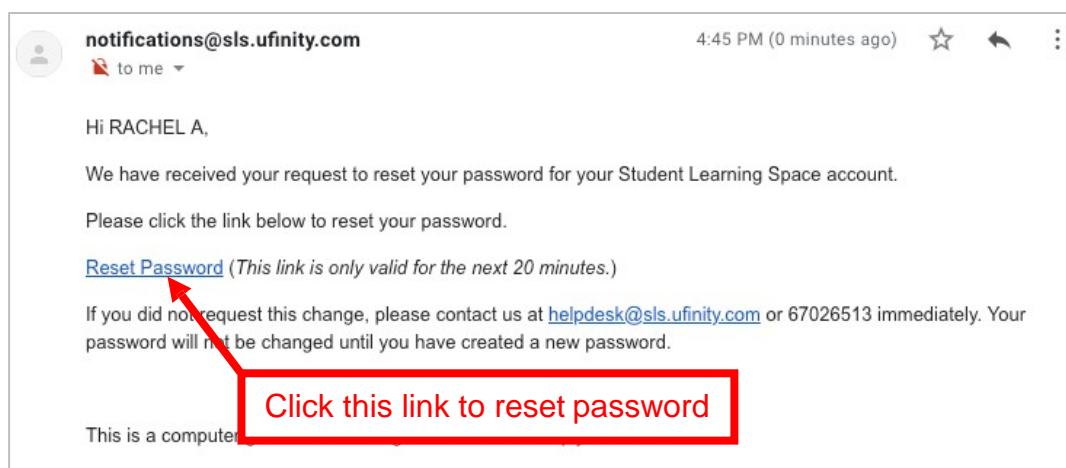 notifications@sls.ufinity.com 4:45 PM (0 minutes ago)
to me
Hi RACHEL A,
We have received your request to reset your password for your Student Learning Space account.
Please click the link below to reset your password.
Reset Password (This link is only valid for the next 20 minutes.)
If you did not request this change, please contact us at helpdesk@sls.ufinity.com or 67026513 immediately. Your
password will not be changed until you have created a new password.
Click this link to reset password
This is a computer